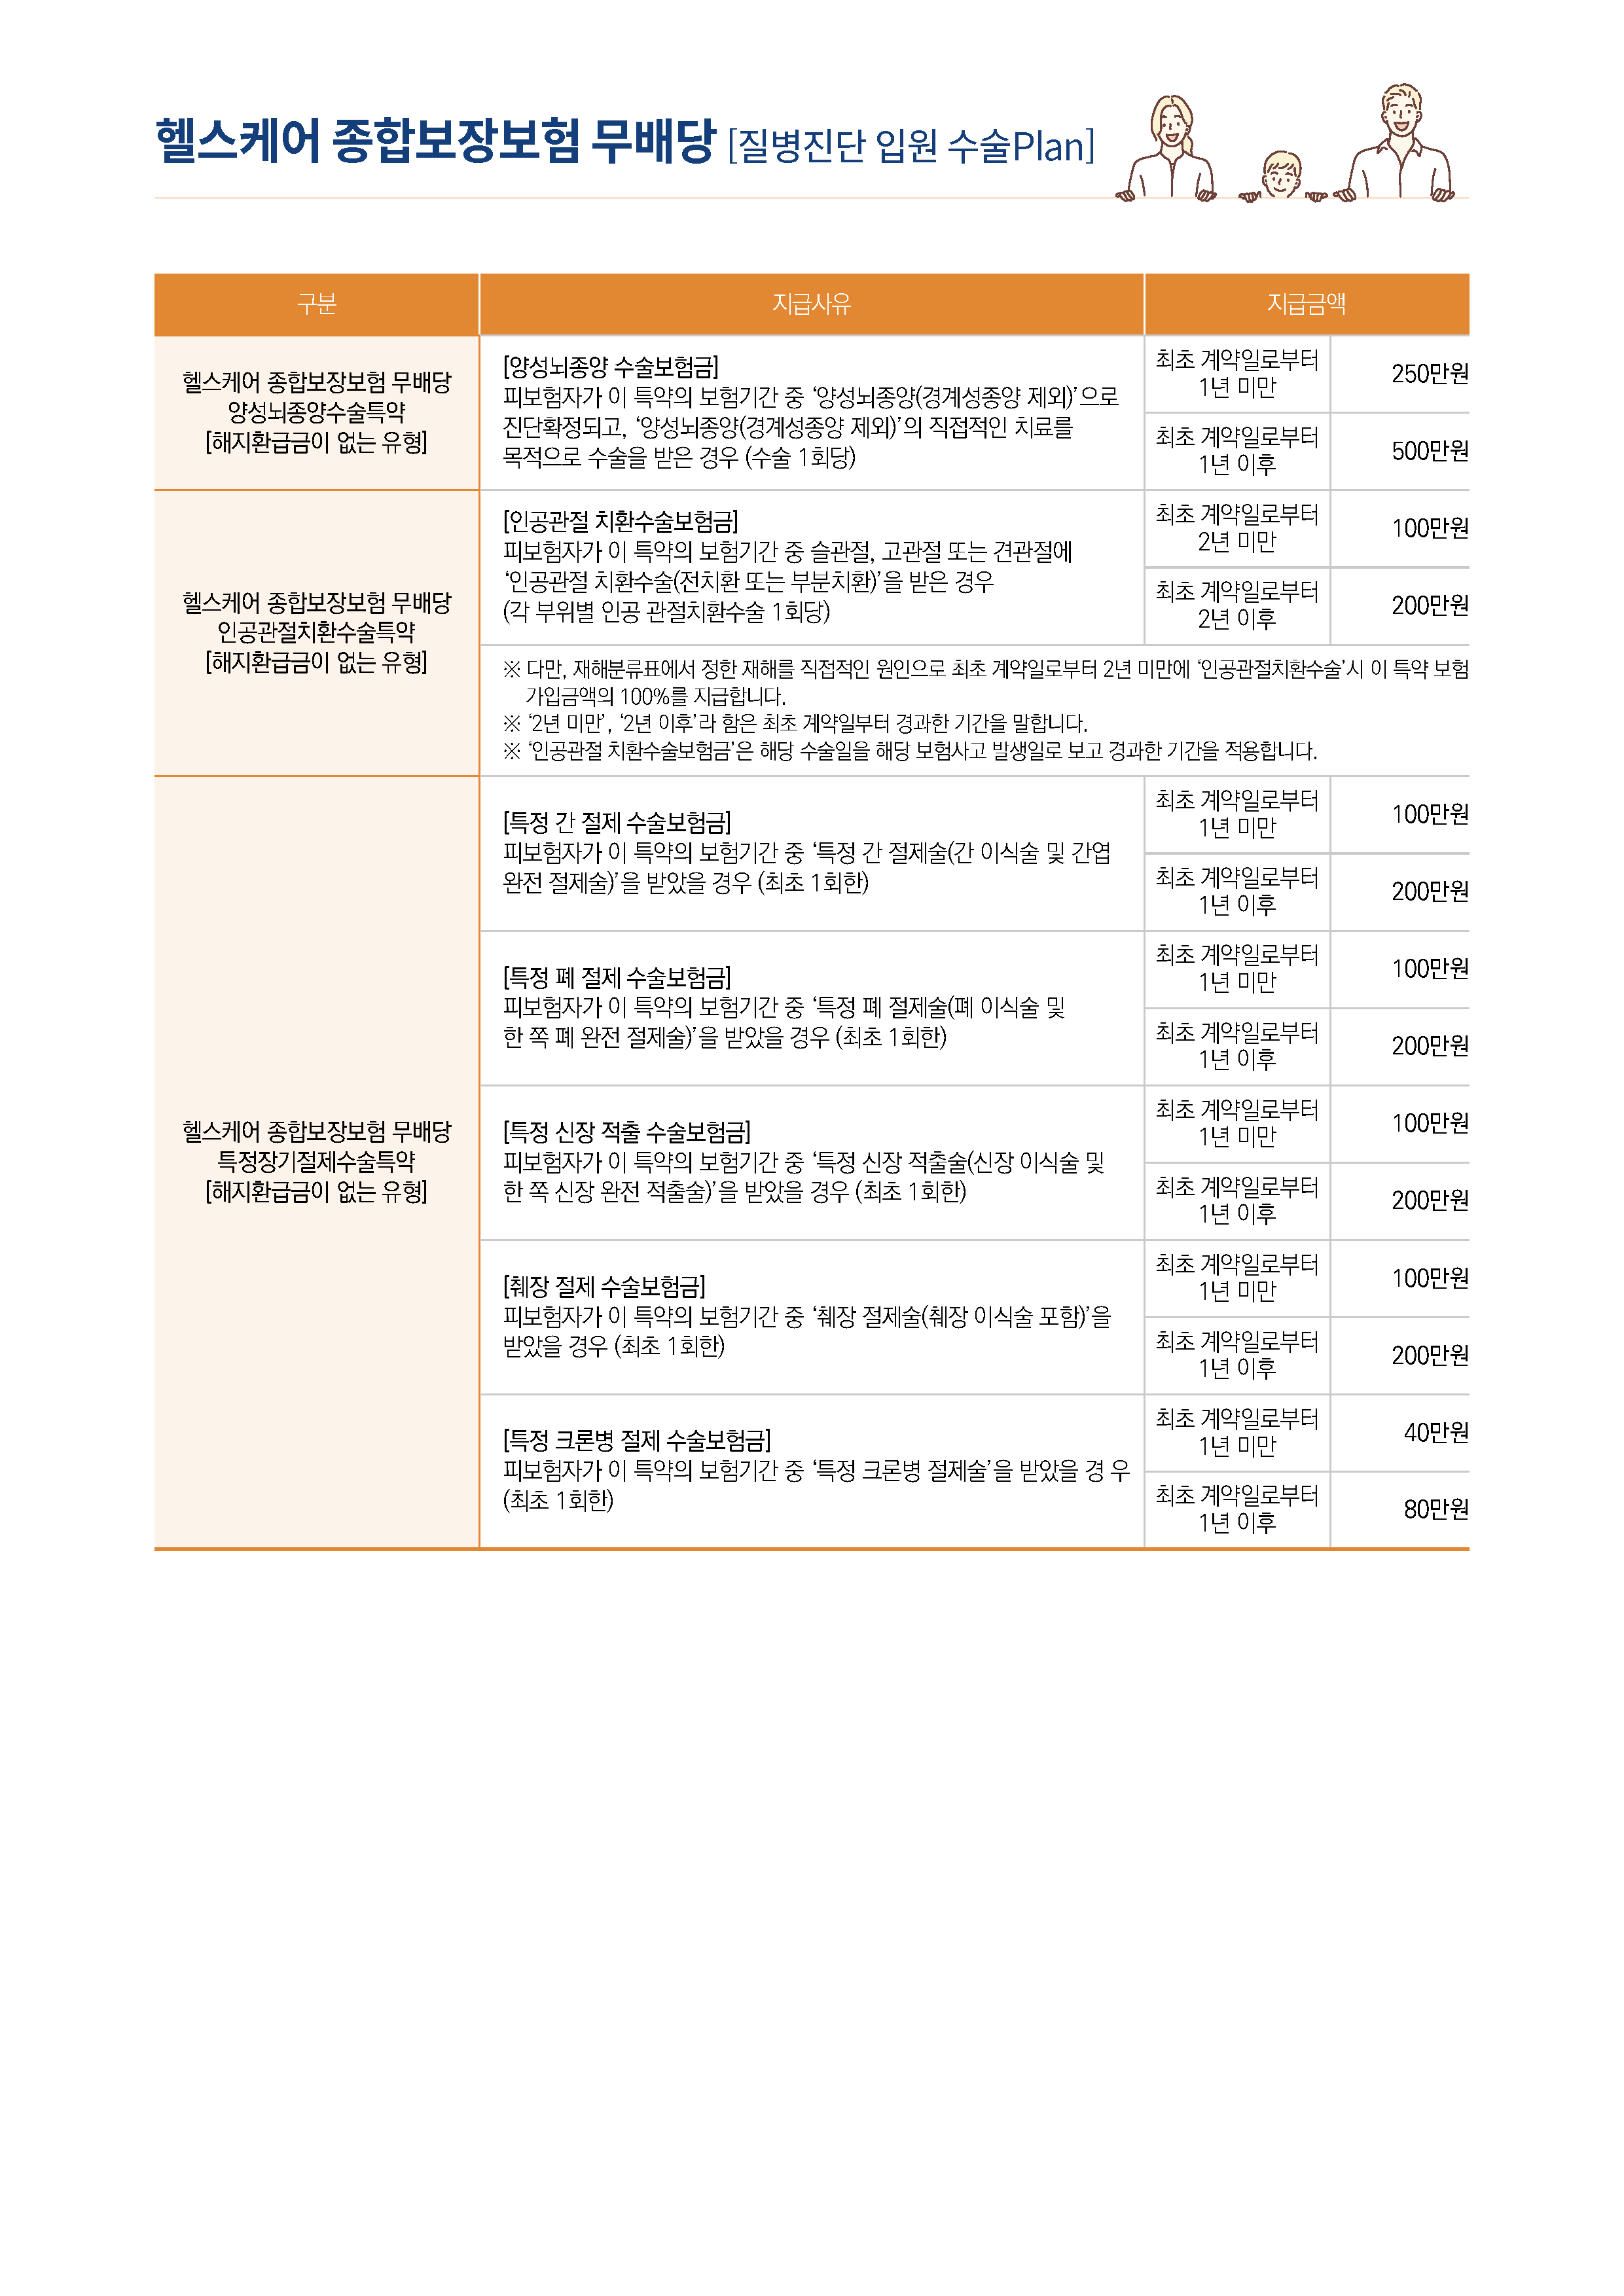 헬스케어 종합보장보험 무배당 [질병진단 입원 수술Plan]
구분
지급사유
지급금액
헬스케어 종합보장보험 무배당
양성뇌종양수술특약
[해지환급금이 없는 유형]
[양성뇌종양 수술보험금]
피보험자가 이 특약의 보험기간 중 ‘양성뇌종양(경계성종양 제외)’으로
진단확정되고, ‘양성뇌종양(경계성종양 제외)’의 직접적인 치료를
목적으로 수술을 받은 경우 (수술 1회당)
최초 계약일로부터
1년 미만
250만원
최초 계약일로부터
1년 이후
500만원
헬스케어 종합보장보험 무배당
인공관절치환수술특약
[해지환급금이 없는 유형]
[인공관절 치환수술보험금]
피보험자가 이 특약의 보험기간 중 슬관절, 고관절 또는 견관절에
‘인공관절 치환수술(전치환 또는 부분치환)’을 받은 경우
(각 부위별 인공 관절치환수술 1회당)
최초 계약일로부터
2년 미만
100만원
최초 계약일로부터
2년 이후
200만원
※ 다만, 재해분류표에서 정한 재해를 직접적인 원인으로 최초 계약일로부터 2년 미만에 ‘인공관절치환수술’시 이 특약 보험
가입금액의 100%를 지급합니다.
※ ‘2년 미만’, ‘2년 이후’라 함은 최초 계약일부터 경과한 기간을 말합니다.
※ ‘인공관절 치환수술보험금’은 해당 수술일을 해당 보험사고 발생일로 보고 경과한 기간을 적용합니다.
헬스케어 종합보장보험 무배당
특정장기절제수술특약
[해지환급금이 없는 유형]
[특정 간 절제 수술보험금]
피보험자가 이 특약의 보험기간 중 ‘특정 간 절제술(간 이식술 및 간엽
완전 절제술)’을 받았을 경우 (최초 1회한)
최초 계약일로부터
1년 미만
100만원
최초 계약일로부터
1년 이후
200만원
[특정 폐 절제 수술보험금]
피보험자가 이 특약의 보험기간 중 ‘특정 폐 절제술(폐 이식술 및
한 쪽 폐 완전 절제술)’을 받았을 경우 (최초 1회한)
최초 계약일로부터
1년 미만
100만원
최초 계약일로부터
1년 이후
200만원
[특정 신장 적출 수술보험금]
피보험자가 이 특약의 보험기간 중 ‘특정 신장 적출술(신장 이식술 및
한 쪽 신장 완전 적출술)’을 받았을 경우 (최초 1회한)
최초 계약일로부터
1년 미만
100만원
최초 계약일로부터
1년 이후
200만원
[췌장 절제 수술보험금]
피보험자가 이 특약의 보험기간 중 ‘췌장 절제술(췌장 이식술 포함)’을
받았을 경우 (최초 1회한)
최초 계약일로부터
1년 미만
100만원
최초 계약일로부터
1년 이후
200만원
[특정 크론병 절제 수술보험금]
피보험자가 이 특약의 보험기간 중 ‘특정 크론병 절제술’을 받았을 경 우
(최초 1회한)
최초 계약일로부터
1년 미만
40만원
최초 계약일로부터
1년 이후
80만원